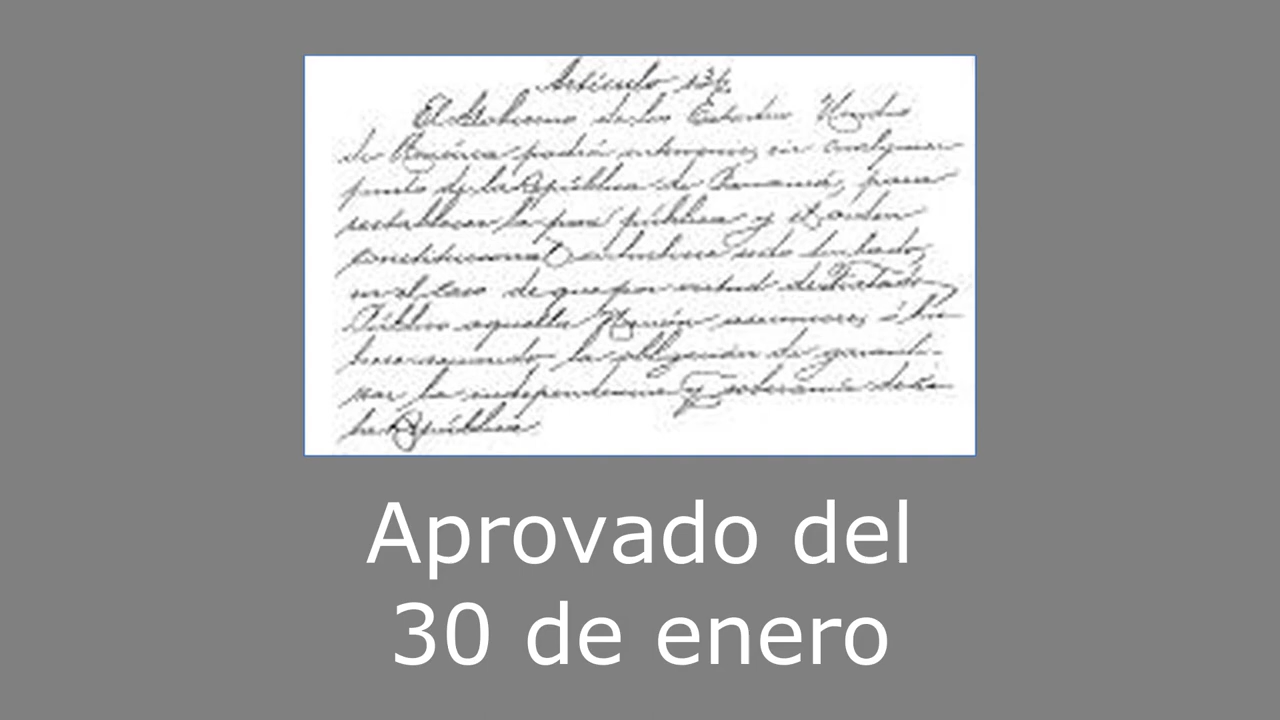 Artículo 136
El Gobierno de los Estados Unidos
de América podrá intervenir, en cualquier
punto de la República de Panamá, para
restablecer la paz pública y el orden
constitucional si hubiere sido turbado,
en el caso de que por virtud de Tratado
Público aquella Nación asumiere, ó hu-
biere asumido la obligación de garanti-
zar la independencia y soberanía de es-
ta República.
Aprovado del
30 de enero